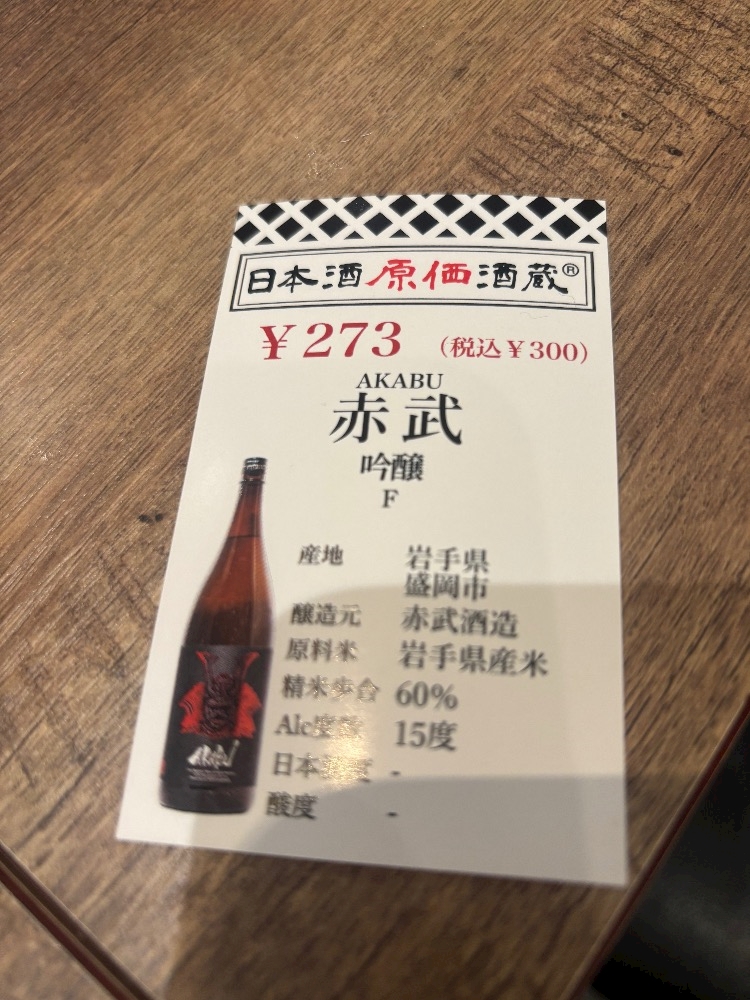 日本酒原価酒蔵®
¥273 (税込¥300)
AKABU
赤武
吟醸
F
産地 岩手県
盛岡市
醸造元 赤武酒造
原料米 岩手県産米
精米歩合 60%
Alc度数 15度
日本酒度 -
酸度 -
AKABU